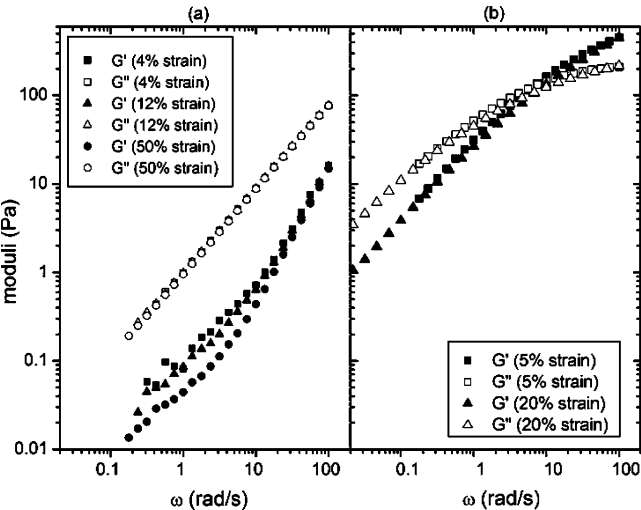 (a)
(b)
G' (4% strain)
G'' (4% strain)
G' (12% strain)
G'' (12% strain)
G' (50% strain)
G'' (50% strain)
100
10
1
0.1
0.01
moduli (Pa)
G' (5% strain)
G'' (5% strain)
G' (20% strain)
G'' (20% strain)
0.1 1 10 100 0.1 1 10 100
ω (rad/s) ω (rad/s)